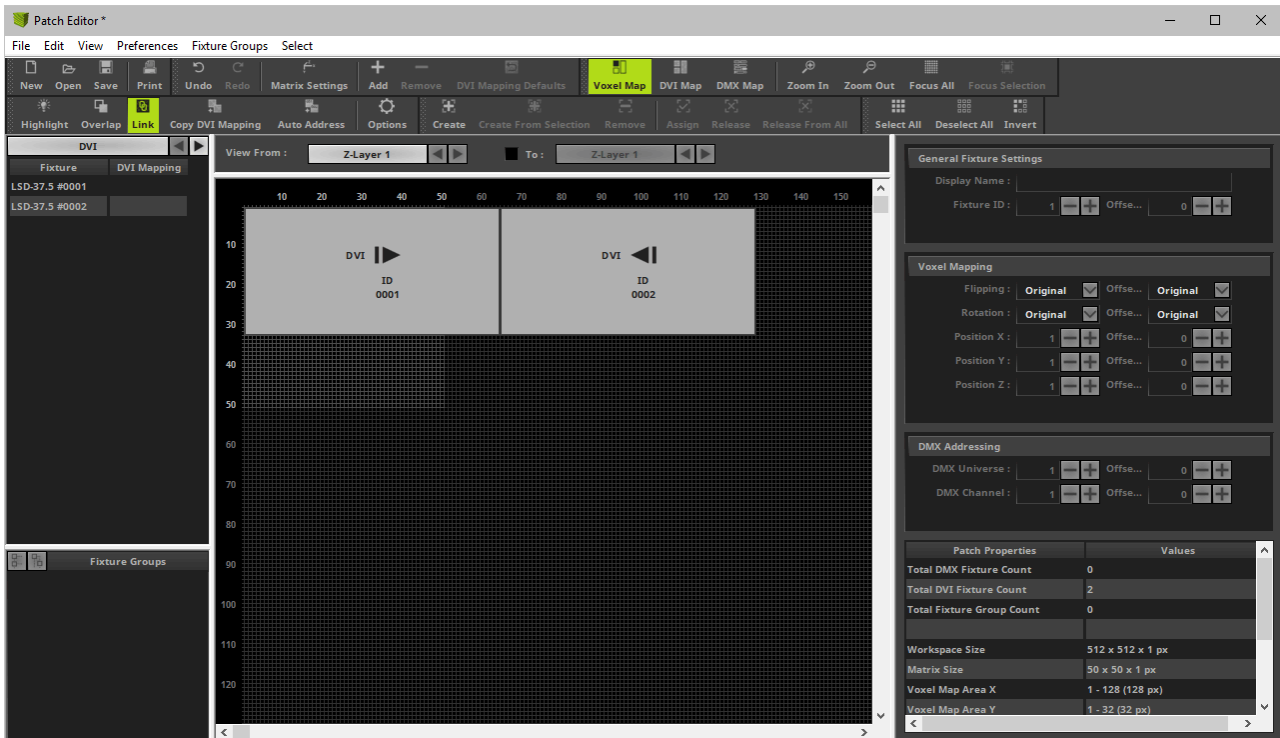 Patch Editor *
File Edit View Preferences Fixture Groups Select
New Open Save Print Undo Redo Matrix Settings Add Remove DVI Mapping Defaults Voxel Map DVI Map DMX Map Zoom In Zoom Out Focus All Focus Selection
Highlight Overlap Link Copy DVI Mapping Auto Address Options Create Create From Selection Remove Assign Release Release From All Select All Deselect All Invert
DVI
Fixture DVI Mapping
LSD-37.5 #0001
LSD-37.5 #0002
Fixture Groups
View From : Z-Layer 1 To : Z-Layer 1
10 20 30 40 50 60 70 80 90 100 110 120 130 140 150
10
20
30
40
50
60
70
80
90
100
110
120
DVI
ID
0001
DVI
ID
0002
General Fixture Settings
Display Name :
Fixture ID : 1 Offse... 0
Voxel Mapping
Flipping : Original Offse... Original
Rotation : Original Offse... Original
Position X : 1 Offse... 0
Position Y : 1 Offse... 0
Position Z : 1 Offse... 0
DMX Addressing
DMX Universe : 1 Offse... 0
DMX Channel : 1 Offse... 0
Patch Properties Values
Total DMX Fixture Count 0
Total DVI Fixture Count 2
Total Fixture Group Count 0
Workspace Size 512 x 512 x 1 px
Matrix Size 50 x 50 x 1 px
Voxel Map Area X 1 - 128 (128 px)
Voxel Map Area Y 1 - 32 (32 px)